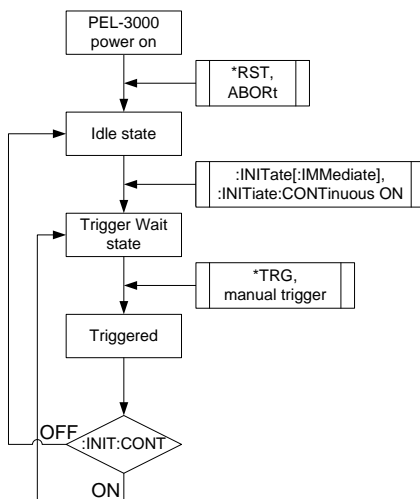 PEL-3000
power on
*RST,
ABORt
Idle state
:INITate[:IMMediate],
:INITiate:CONTinuous ON
Trigger Wait
state
*TRG,
manual trigger
Triggered
OFF
:INIT:CONT
ON